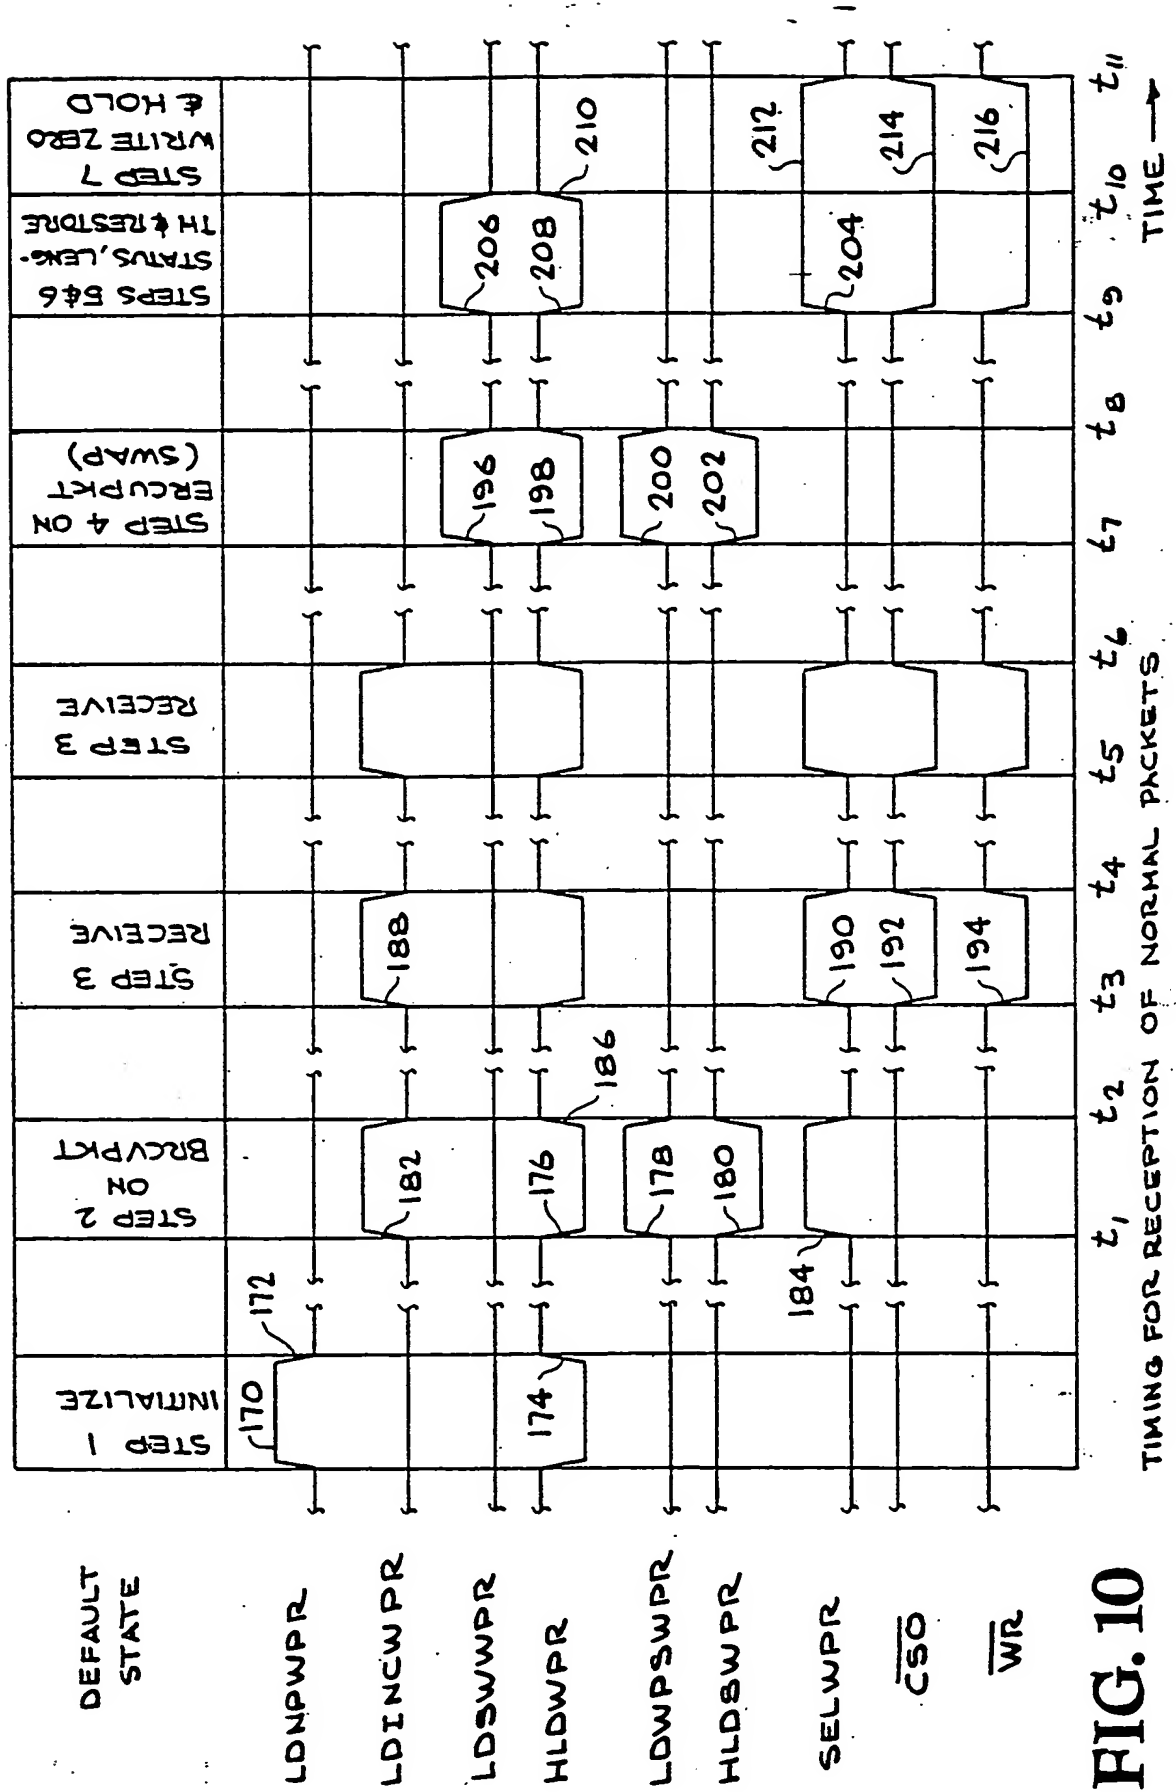 DEFAULT
STATE
STEP 1
INITIALIZE
STEP 2
ON
BRCVPKT
STEP 3
RECEIVE
STEP 3
RECEIVE
STEP 4 ON
ERCVPKT
(SWAP)
STEPS 5&6
STATUS, LENG-
TH & RESTORE
STEP 7
WRITE ZERO
& HOLD
LDNPWPR
170
172
LDINCWPR
182
188
LDSWWPR
196
206
HLDWPR
174
176
186
198
208
210
LDWPSWPR
178
200
HLDSWPR
180
202
SELWPR
184
190
204
212
CSO
192
214
WR
194
216
t1 t2 t3 t4 t5 t6 t7 t8 t9 t10 t11
TIMING FOR RECEPTION OF NORMAL PACKETS
TIME
FIG. 10